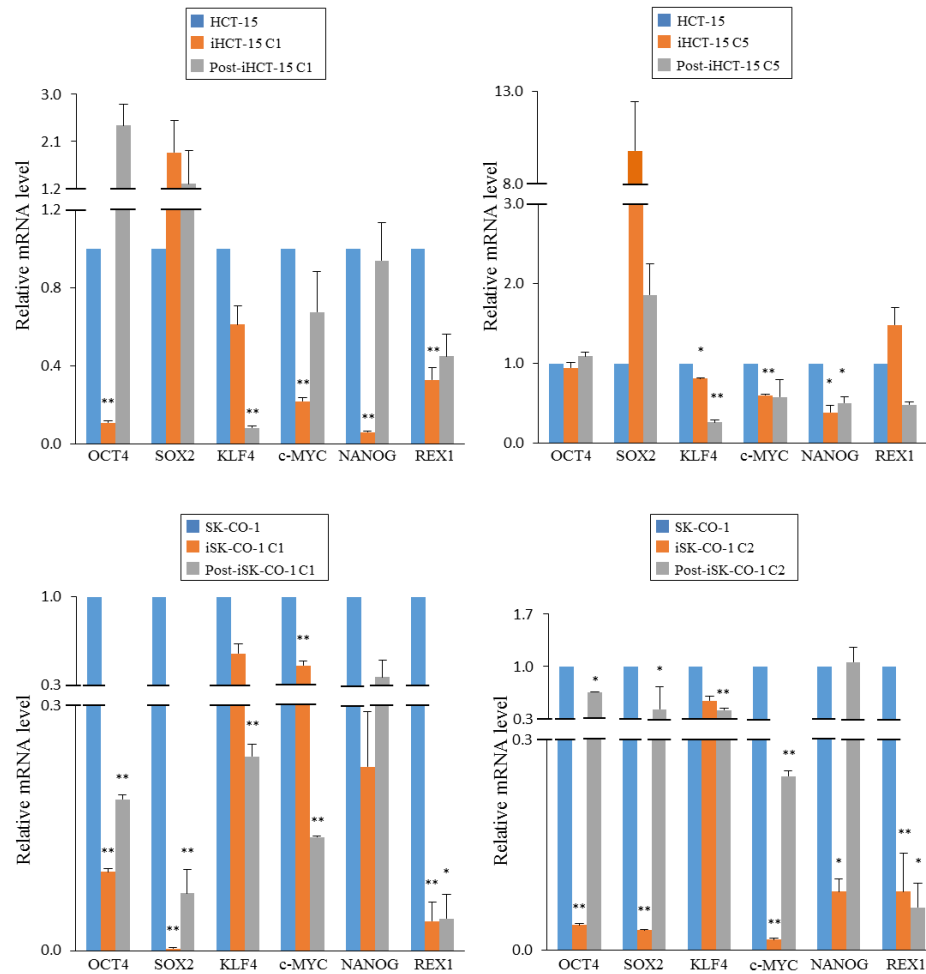 HCT-15
iHCT-15 C1
Post-iHCT-15 C1
Relative mRNA level
3.0
2.1
1.2
1.2
0.8
0.4
0.0
**
**
**
**
**
OCT4 SOX2 KLF4 c-MYC NANOG REX1
HCT-15
iHCT-15 C5
Post-iHCT-15 C5
Relative mRNA level
13.0
8.0
3.0
2.0
1.0
0.0
*
**
**
*
*
OCT4 SOX2 KLF4 c-MYC NANOG REX1
SK-CO-1
iSK-CO-1 C1
Post-iSK-CO-1 C1
Relative mRNA level
1.0
0.3
0.3
0.0
**
**
**
**
**
**
**
**
*
OCT4 SOX2 KLF4 c-MYC NANOG REX1
SK-CO-1
iSK-CO-1 C2
Post-iSK-CO-1 C2
Relative mRNA level
1.7
1.0
0.3
0.3
0.0
**
*
**
*
**
**
**
*
**
*
OCT4 SOX2 KLF4 c-MYC NANOG REX1